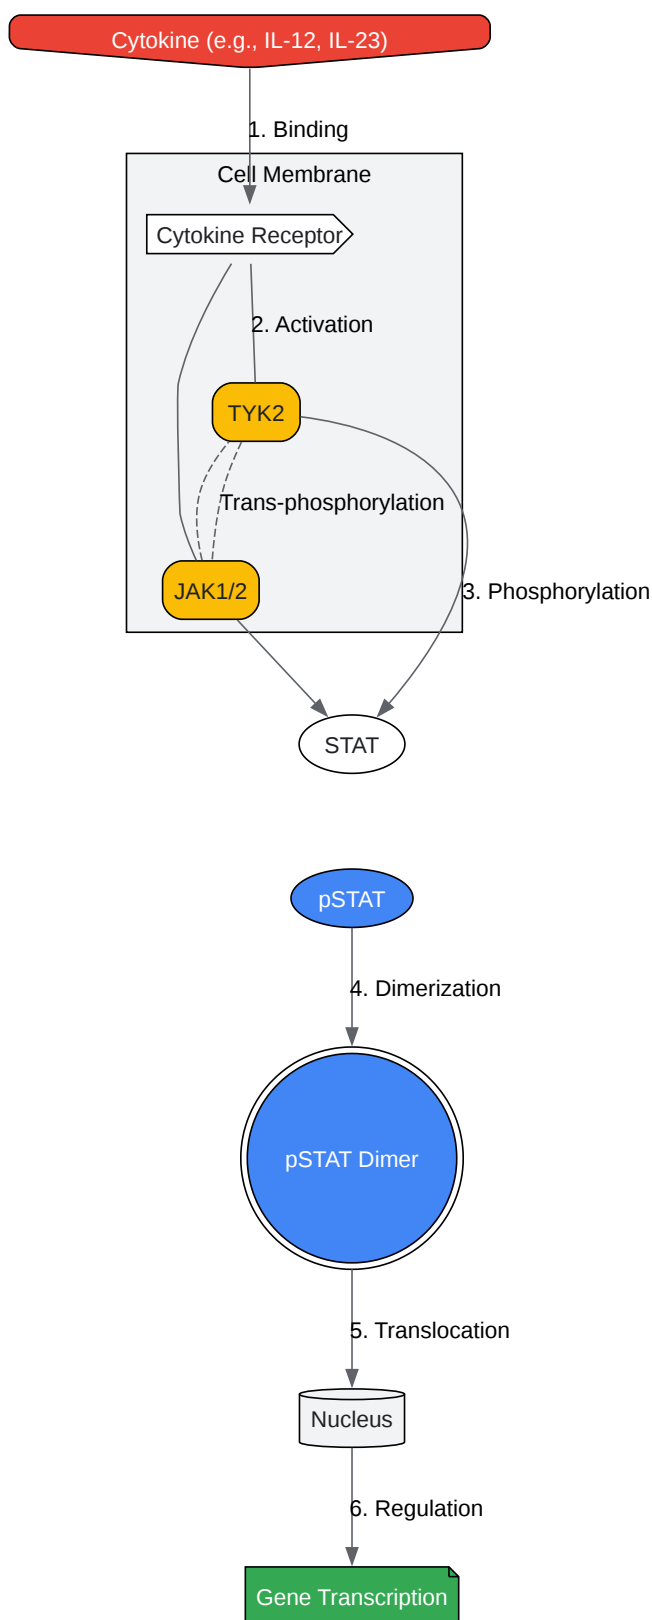 Cytokine (e.g., IL-12, IL-23)
1. Binding
Cell Membrane
Cytokine Receptor
2. Activation
TYK2
Trans-phosphorylation
JAK1/2
3. Phosphorylation
STAT
pSTAT
4. Dimerization
pSTAT Dimer
5. Translocation
Nucleus
6. Regulation
Gene Transcription